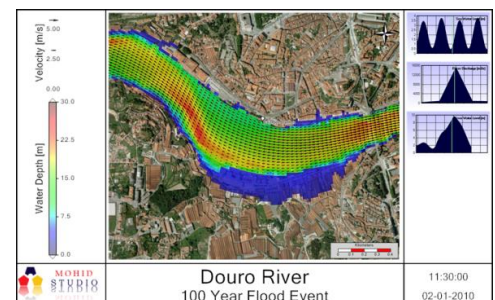 Velocity [m/s]
5.00
2.50
0.00
30.0
22.5
15.0
7.5
0.0
Water Depth [m]
MOHID
STUDIO
Douro River
100 Year Flood Event
11:30:00
02-01-2010